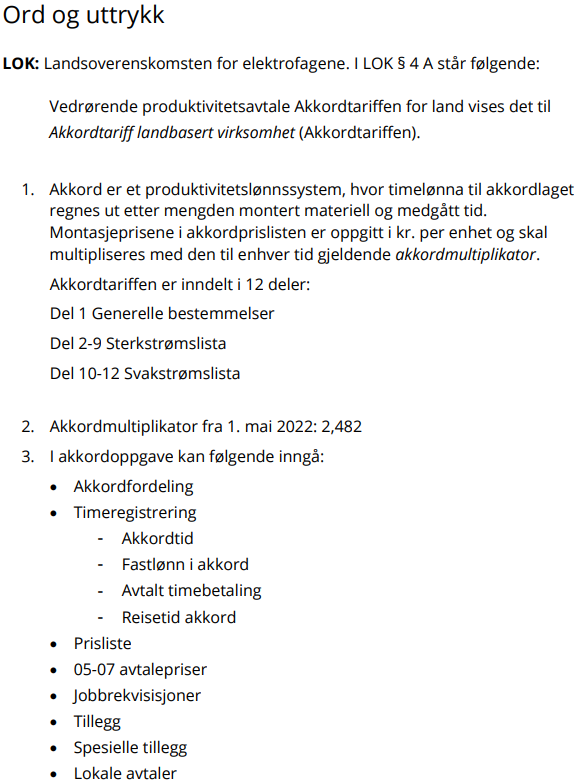 Ord og uttrykk
LOK: Landsoverenskomsten for elektrofagene. I LOK § 4 A står følgende:
Vedrørende produktivitetsavtale Akkordtariffen for land vises det til
Akkordtariff landbasert virksomhet (Akkordtariffen).
1. Akkord er et produktivitetslønnssystem, hvor timelønna til akkordlaget
regnes ut etter mengden montert materiell og medgått tid.
Montasjeprisene i akkordprislisten er oppgitt i kr. per enhet og skal
multipliseres med den til enhver tid gjeldende akkordmultiplikator.
Akkordtariffen er inndelt i 12 deler:
Del 1 Generelle bestemmelser
Del 2-9 Sterkstrømslista
Del 10-12 Svakstrømslista
2. Akkordmultiplikator fra 1. mai 2022: 2,482
3. I akkordoppgave kan følgende inngå:
• Akkordfordeling
• Timeregistrering
- Akkordtid
- Fastlønn i akkord
- Avtalt timebetaling
- Reisetid akkord
• Prisliste
• 05-07 avtalepriser
• Jobbrekvisisjoner
• Tillegg
• Spesielle tillegg
• Lokale avtaler